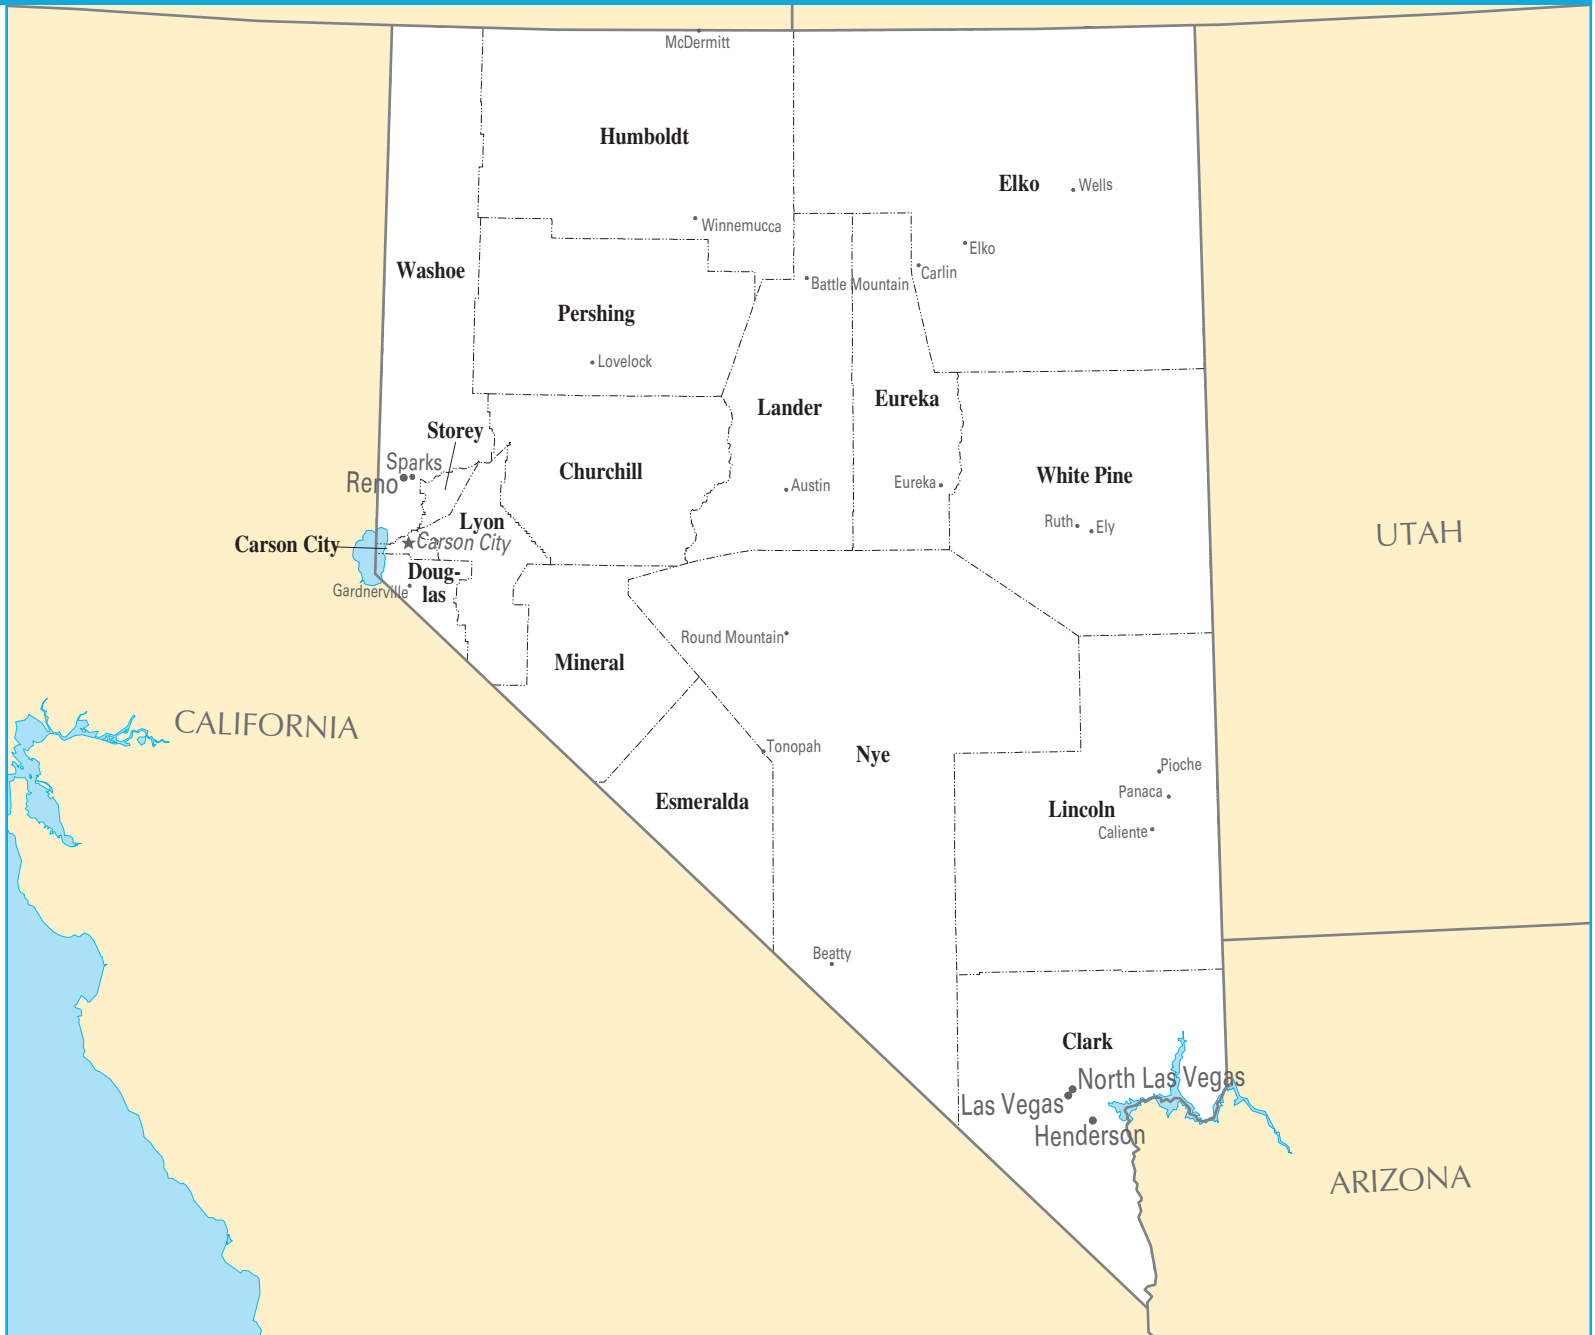 McDermitt
Humboldt
Elko
Wells
Winnemucca
Elko
Washoe
Carlin
Battle Mountain
Pershing
Lovelock
Eureka
Lander
Storey
Sparks
Reno
Churchill
White Pine
Austin
Eureka
Lyon
Ruth
Ely
UTAH
Carson City
Carson City
Doug-
las
Gardnerville
Round Mountain
Mineral
CALIFORNIA
Tonopah
Nye
Pioche
Panaca
Esmeralda
Lincoln
Caliente
Beatty
Clark
North Las Vegas
Las Vegas
Henderson
ARIZONA